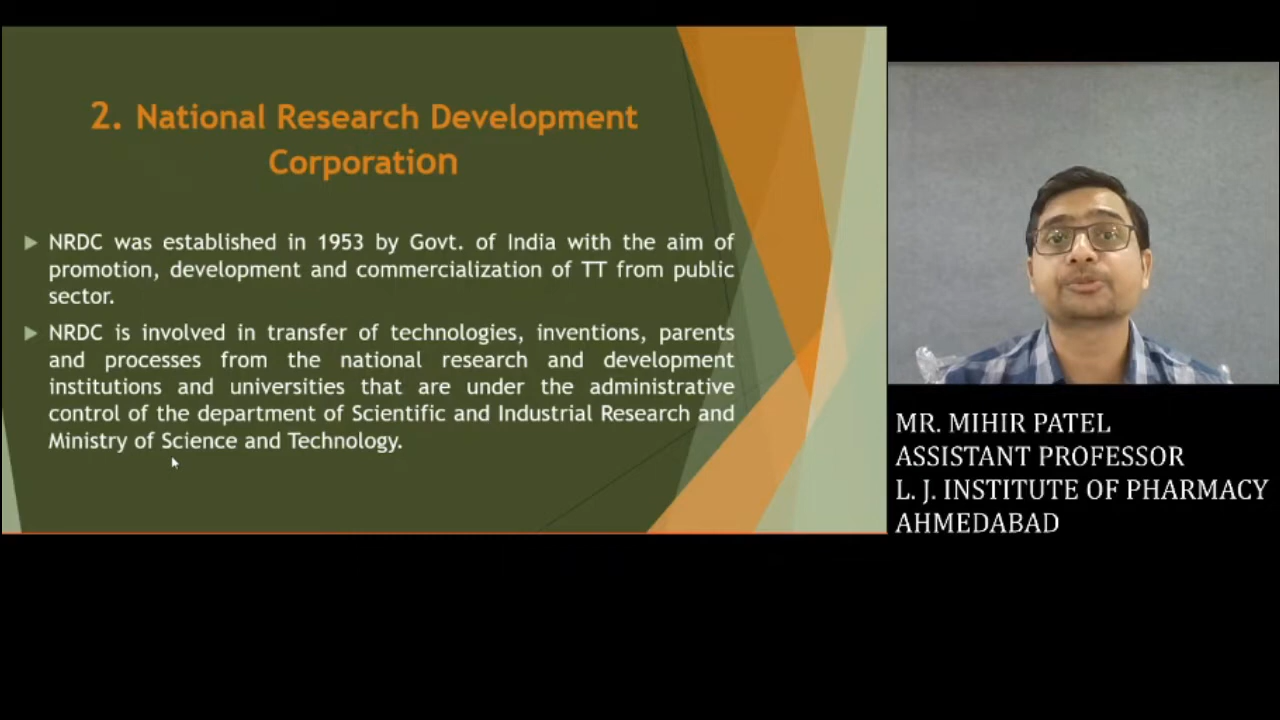 2. National Research Development
Corporation
NRDC was established in 1953 by Govt. of India with the aim of
promotion, development and commercialization of TT from public
sector.
NRDC is involved in transfer of technologies, inventions, parents
and processes from the national research and development
institutions and universities that are under the administrative
control of the department of Scientific and Industrial Research and
Ministry of Science and Technology.
MR. MIHIR PATEL
ASSISTANT PROFESSOR
L. J. INSTITUTE OF PHARMACY
AHMEDABAD